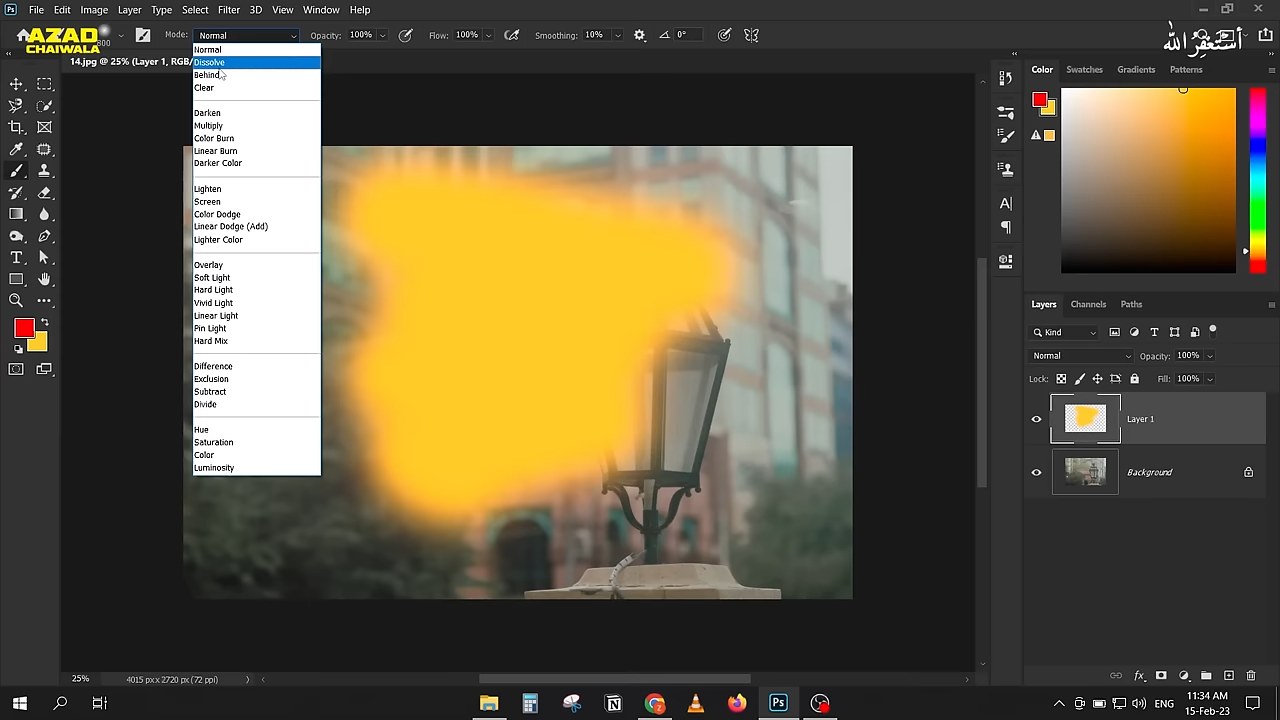 File Edit Image Layer Type Select Filter 3D View Window Help
AZAD
CHAIWALA
800 Mode: Normal Opacity: 100% Flow: 100% Smoothing: 10% 0°
أستغفر الله
14.jpg @ 25% (Layer 1, RGB/
Normal
Dissolve
Behind
Clear
Darken
Multiply
Color Burn
Linear Burn
Darker Color
Lighten
Screen
Color Dodge
Linear Dodge (Add)
Lighter Color
Overlay
Soft Light
Hard Light
Vivid Light
Linear Light
Pin Light
Hard Mix
Difference
Exclusion
Subtract
Divide
Hue
Saturation
Color
Luminosity
Color Swatches Gradients Patterns
Layers Channels Paths
Kind
Normal Opacity: 100%
Lock: Fill: 100%
Layer 1
Background
25% 4015 px x 2720 px (72 ppi)
ENG
11:34 AM
15-Feb-23